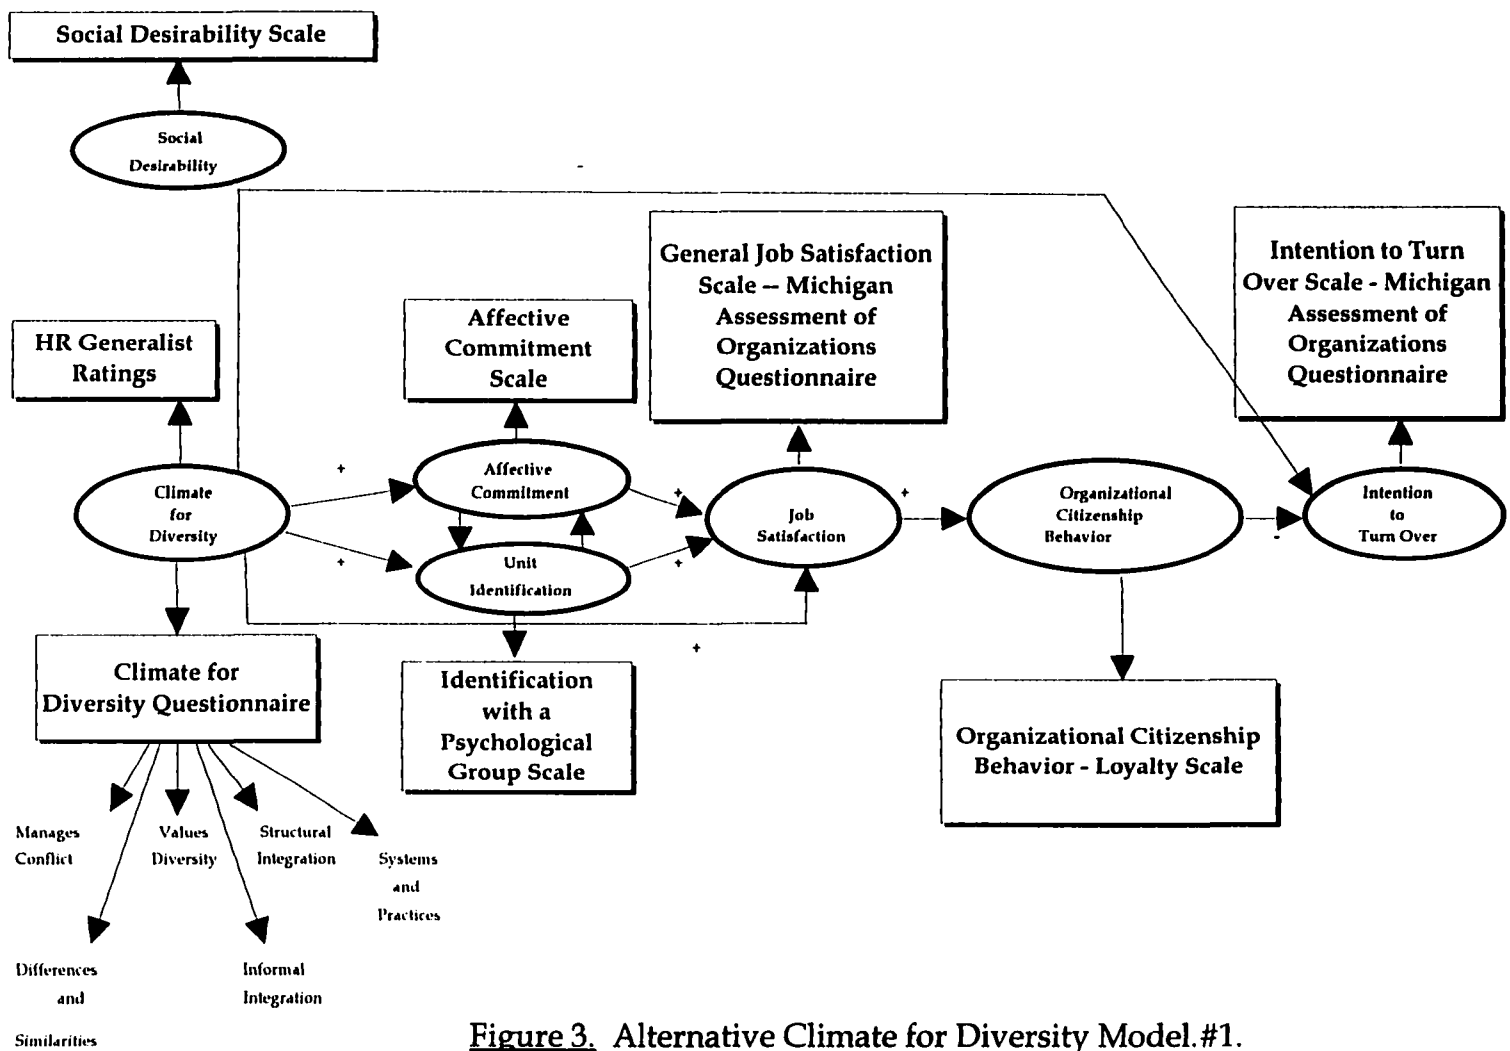 Social Desirability Scale
Social
Desirability
-
General Job Satisfaction
Scale -- Michigan
Assessment of
Organizations
Questionnaire
Intention to Turn
Over Scale - Michigan
Assessment of
Organizations
Questionnaire
HR Generalist
Ratings
Affective
Commitment
Scale
+
Affective
Commitment
+
+
Climate
for
Diversity
Job
Satisfaction
Organizational
Citizenship
Behavior
-
Intention
to
Turn Over
+
Unit
Identification
+
+
Climate for
Diversity Questionnaire
Identification
with a
Psychological
Group Scale
Organizational Citizenship
Behavior - Loyalty Scale
Manages
Conflict
Values
Diversity
Structural
Integration
Systems
and
Practices
Differences
and
Similarities
Informal
Integration
Figure 3. Alternative Climate for Diversity Model.#1.